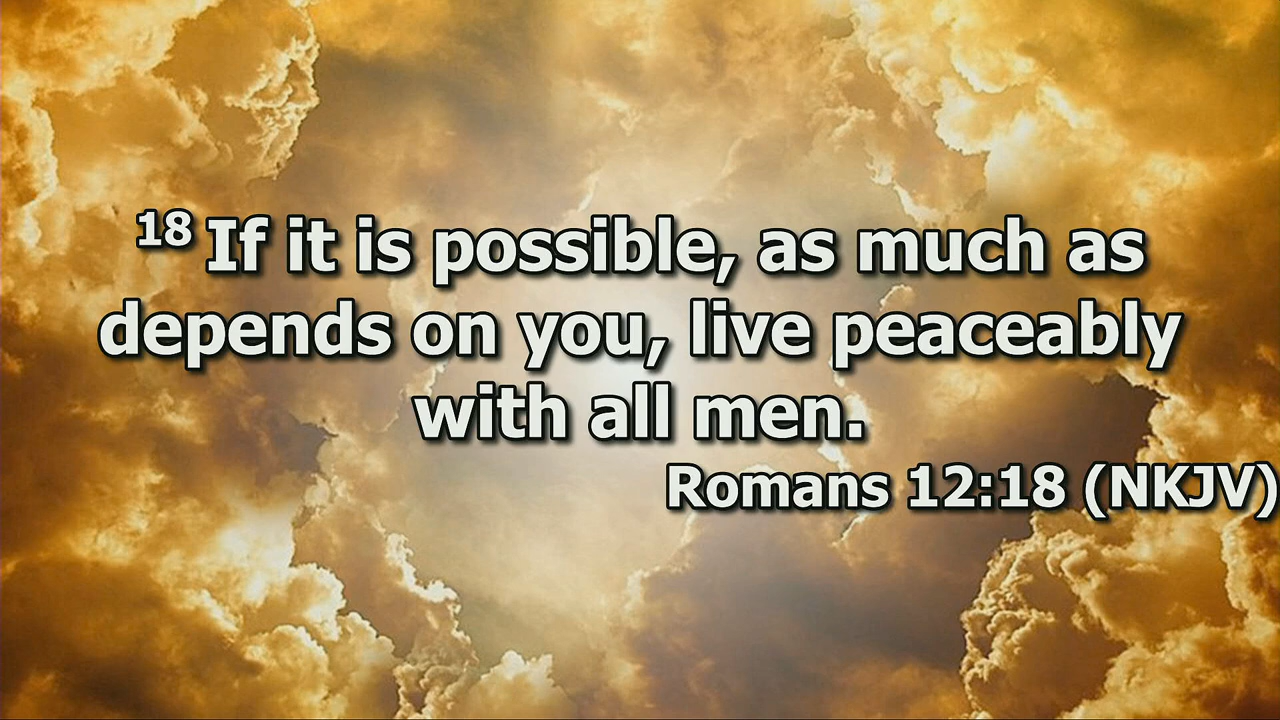 18 If it is possible, as much as
depends on you, live peaceably
with all men.
Romans 12:18 (NKJV)